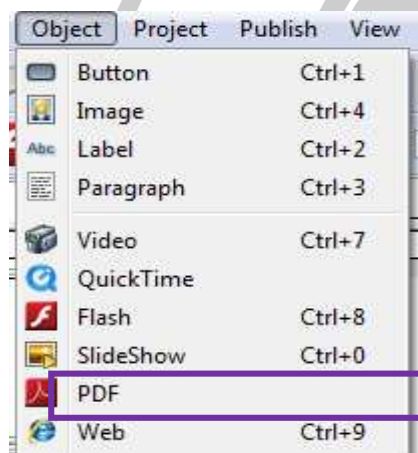 Object Project Publish View
Button Ctrl+1
Image Ctrl+4
Abc Label Ctrl+2
Paragraph Ctrl+3
Video Ctrl+7
QuickTime
Flash Ctrl+8
SlideShow Ctrl+0
PDF
Web Ctrl+9